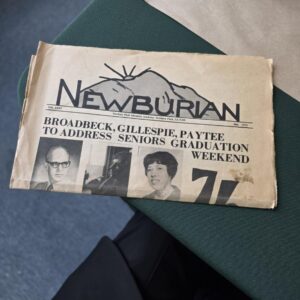 NEWBURIAN
BROADBECK, GILLESPIE, PAYTEE
TO ADDRESS SENIORS GRADUATION
WEEKEND